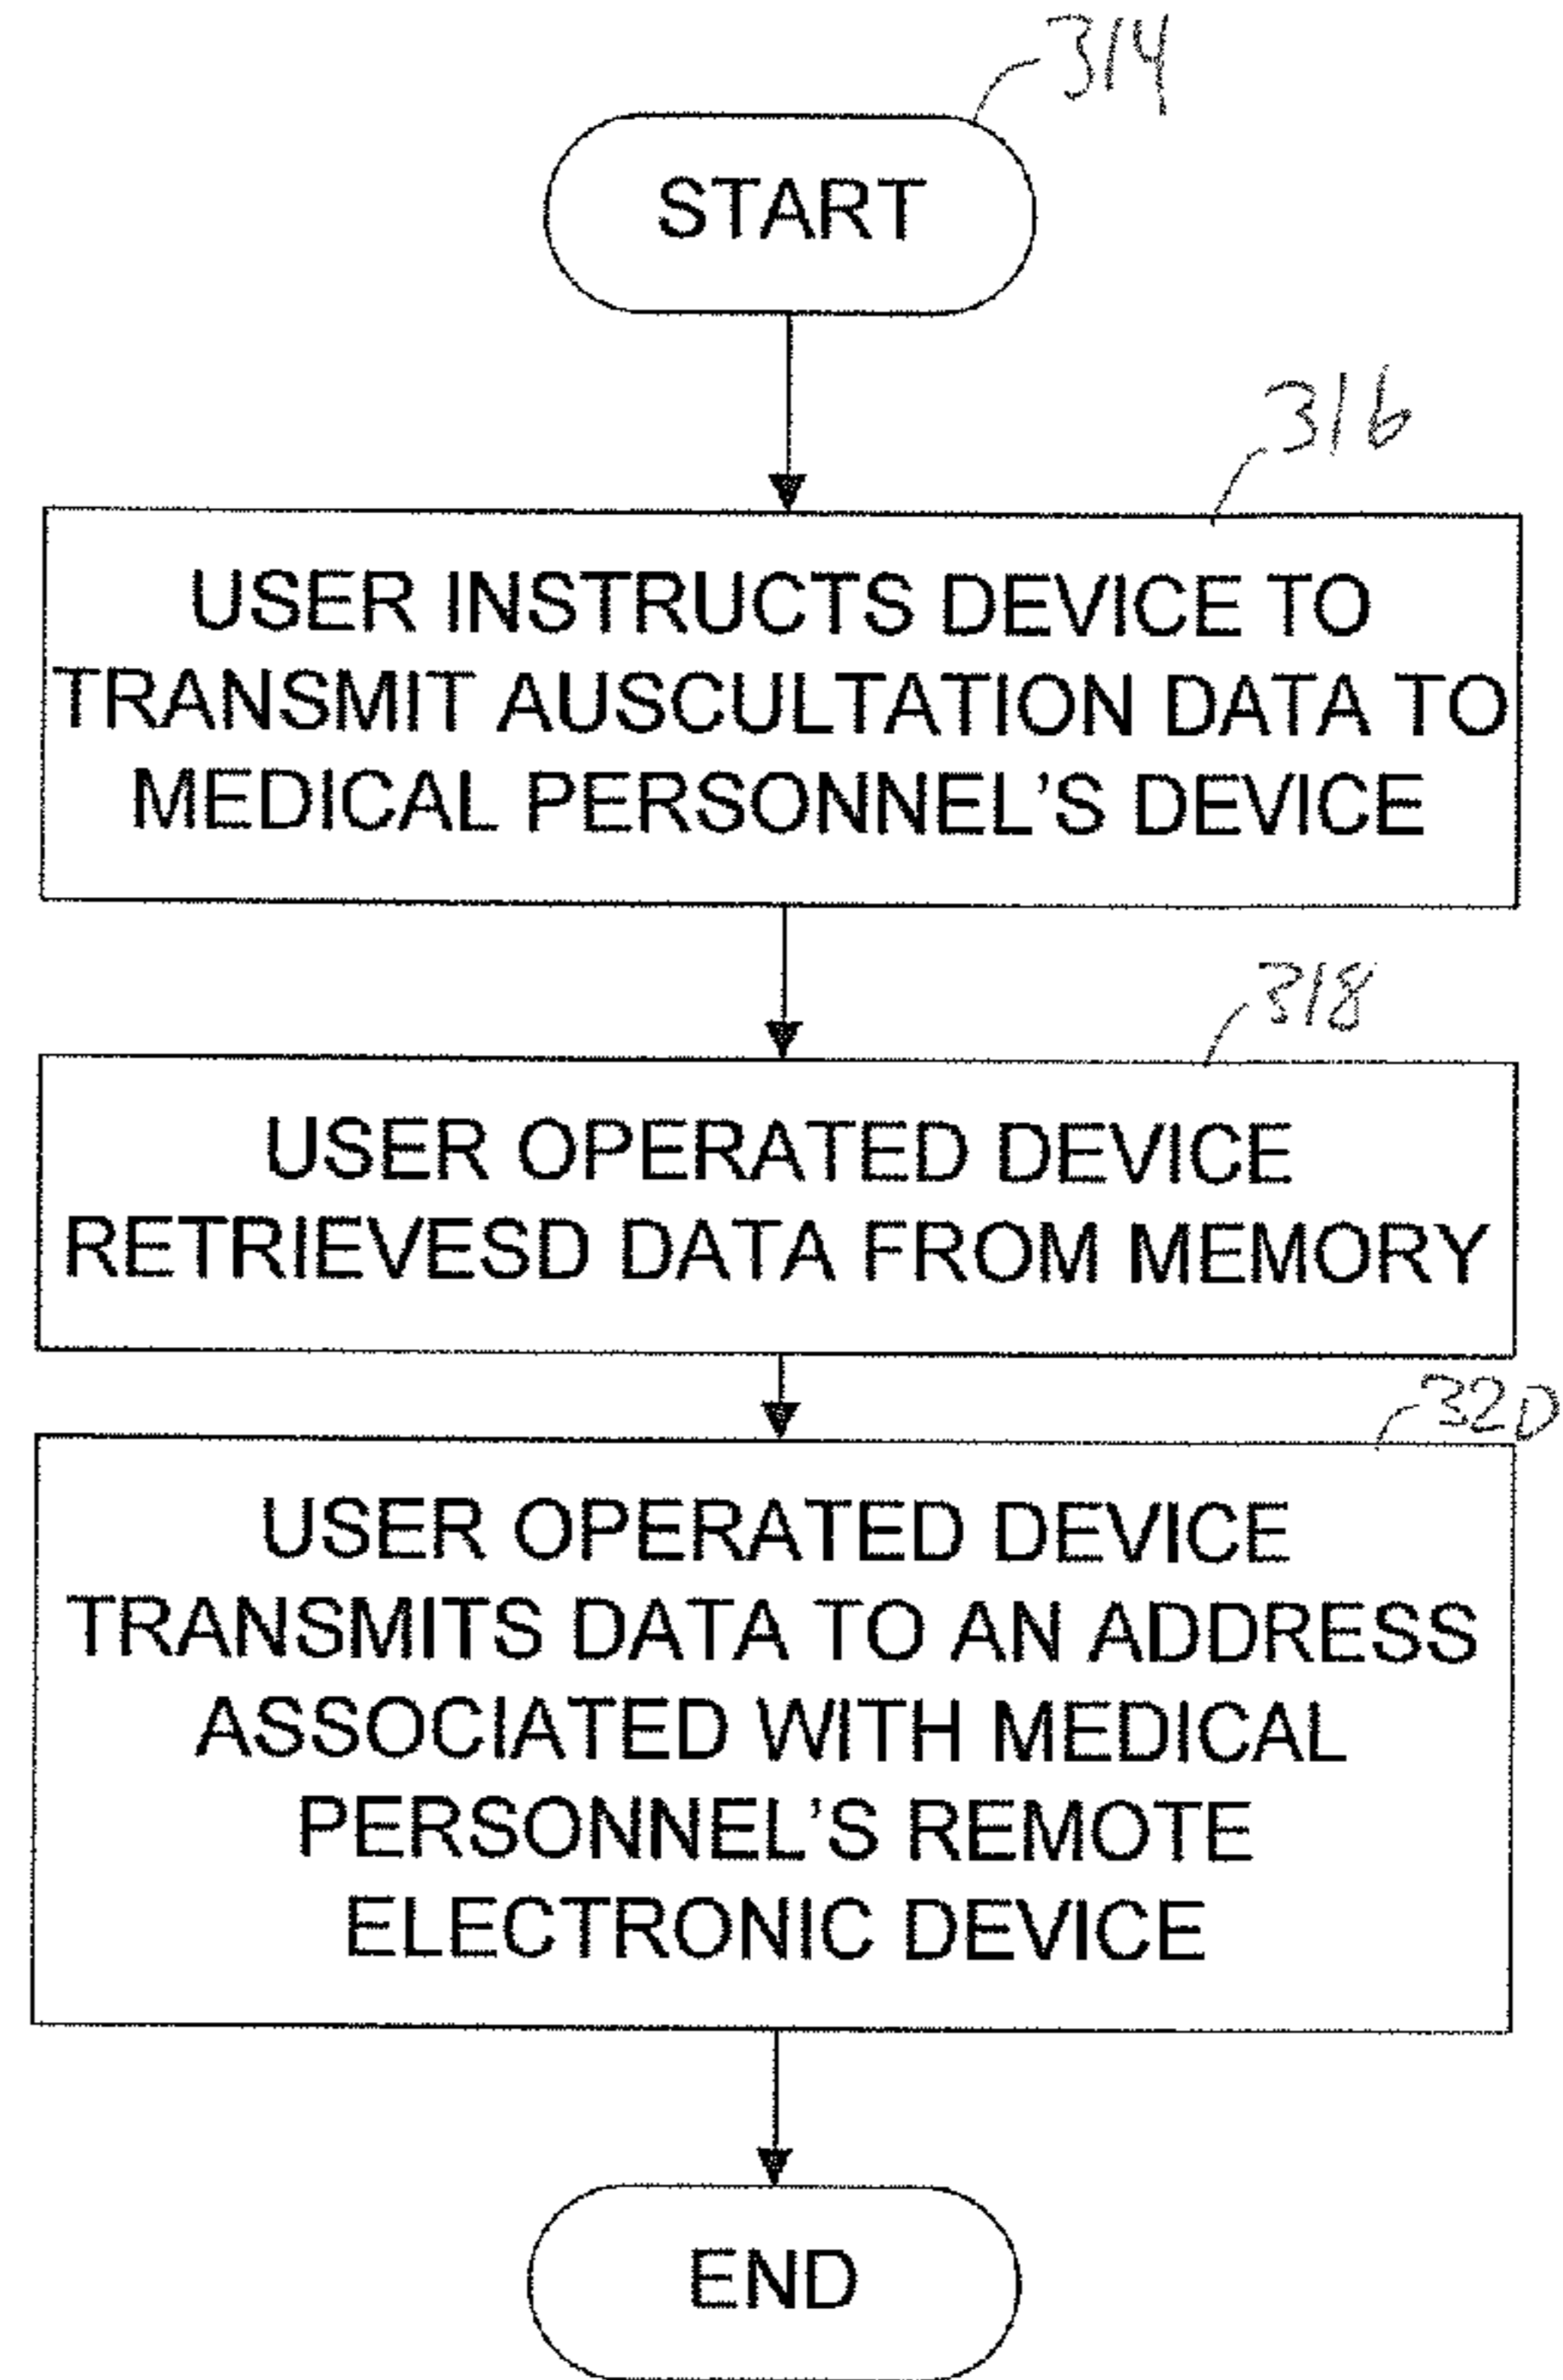 314
START
316
USER INSTRUCTS DEVICE TO
TRANSMIT AUSCULTATION DATA TO
MEDICAL PERSONNEL'S DEVICE
318
USER OPERATED DEVICE
RETRIEVESD DATA FROM MEMORY
320
USER OPERATED DEVICE
TRANSMITS DATA TO AN ADDRESS
ASSOCIATED WITH MEDICAL
PERSONNEL'S REMOTE
ELECTRONIC DEVICE
END